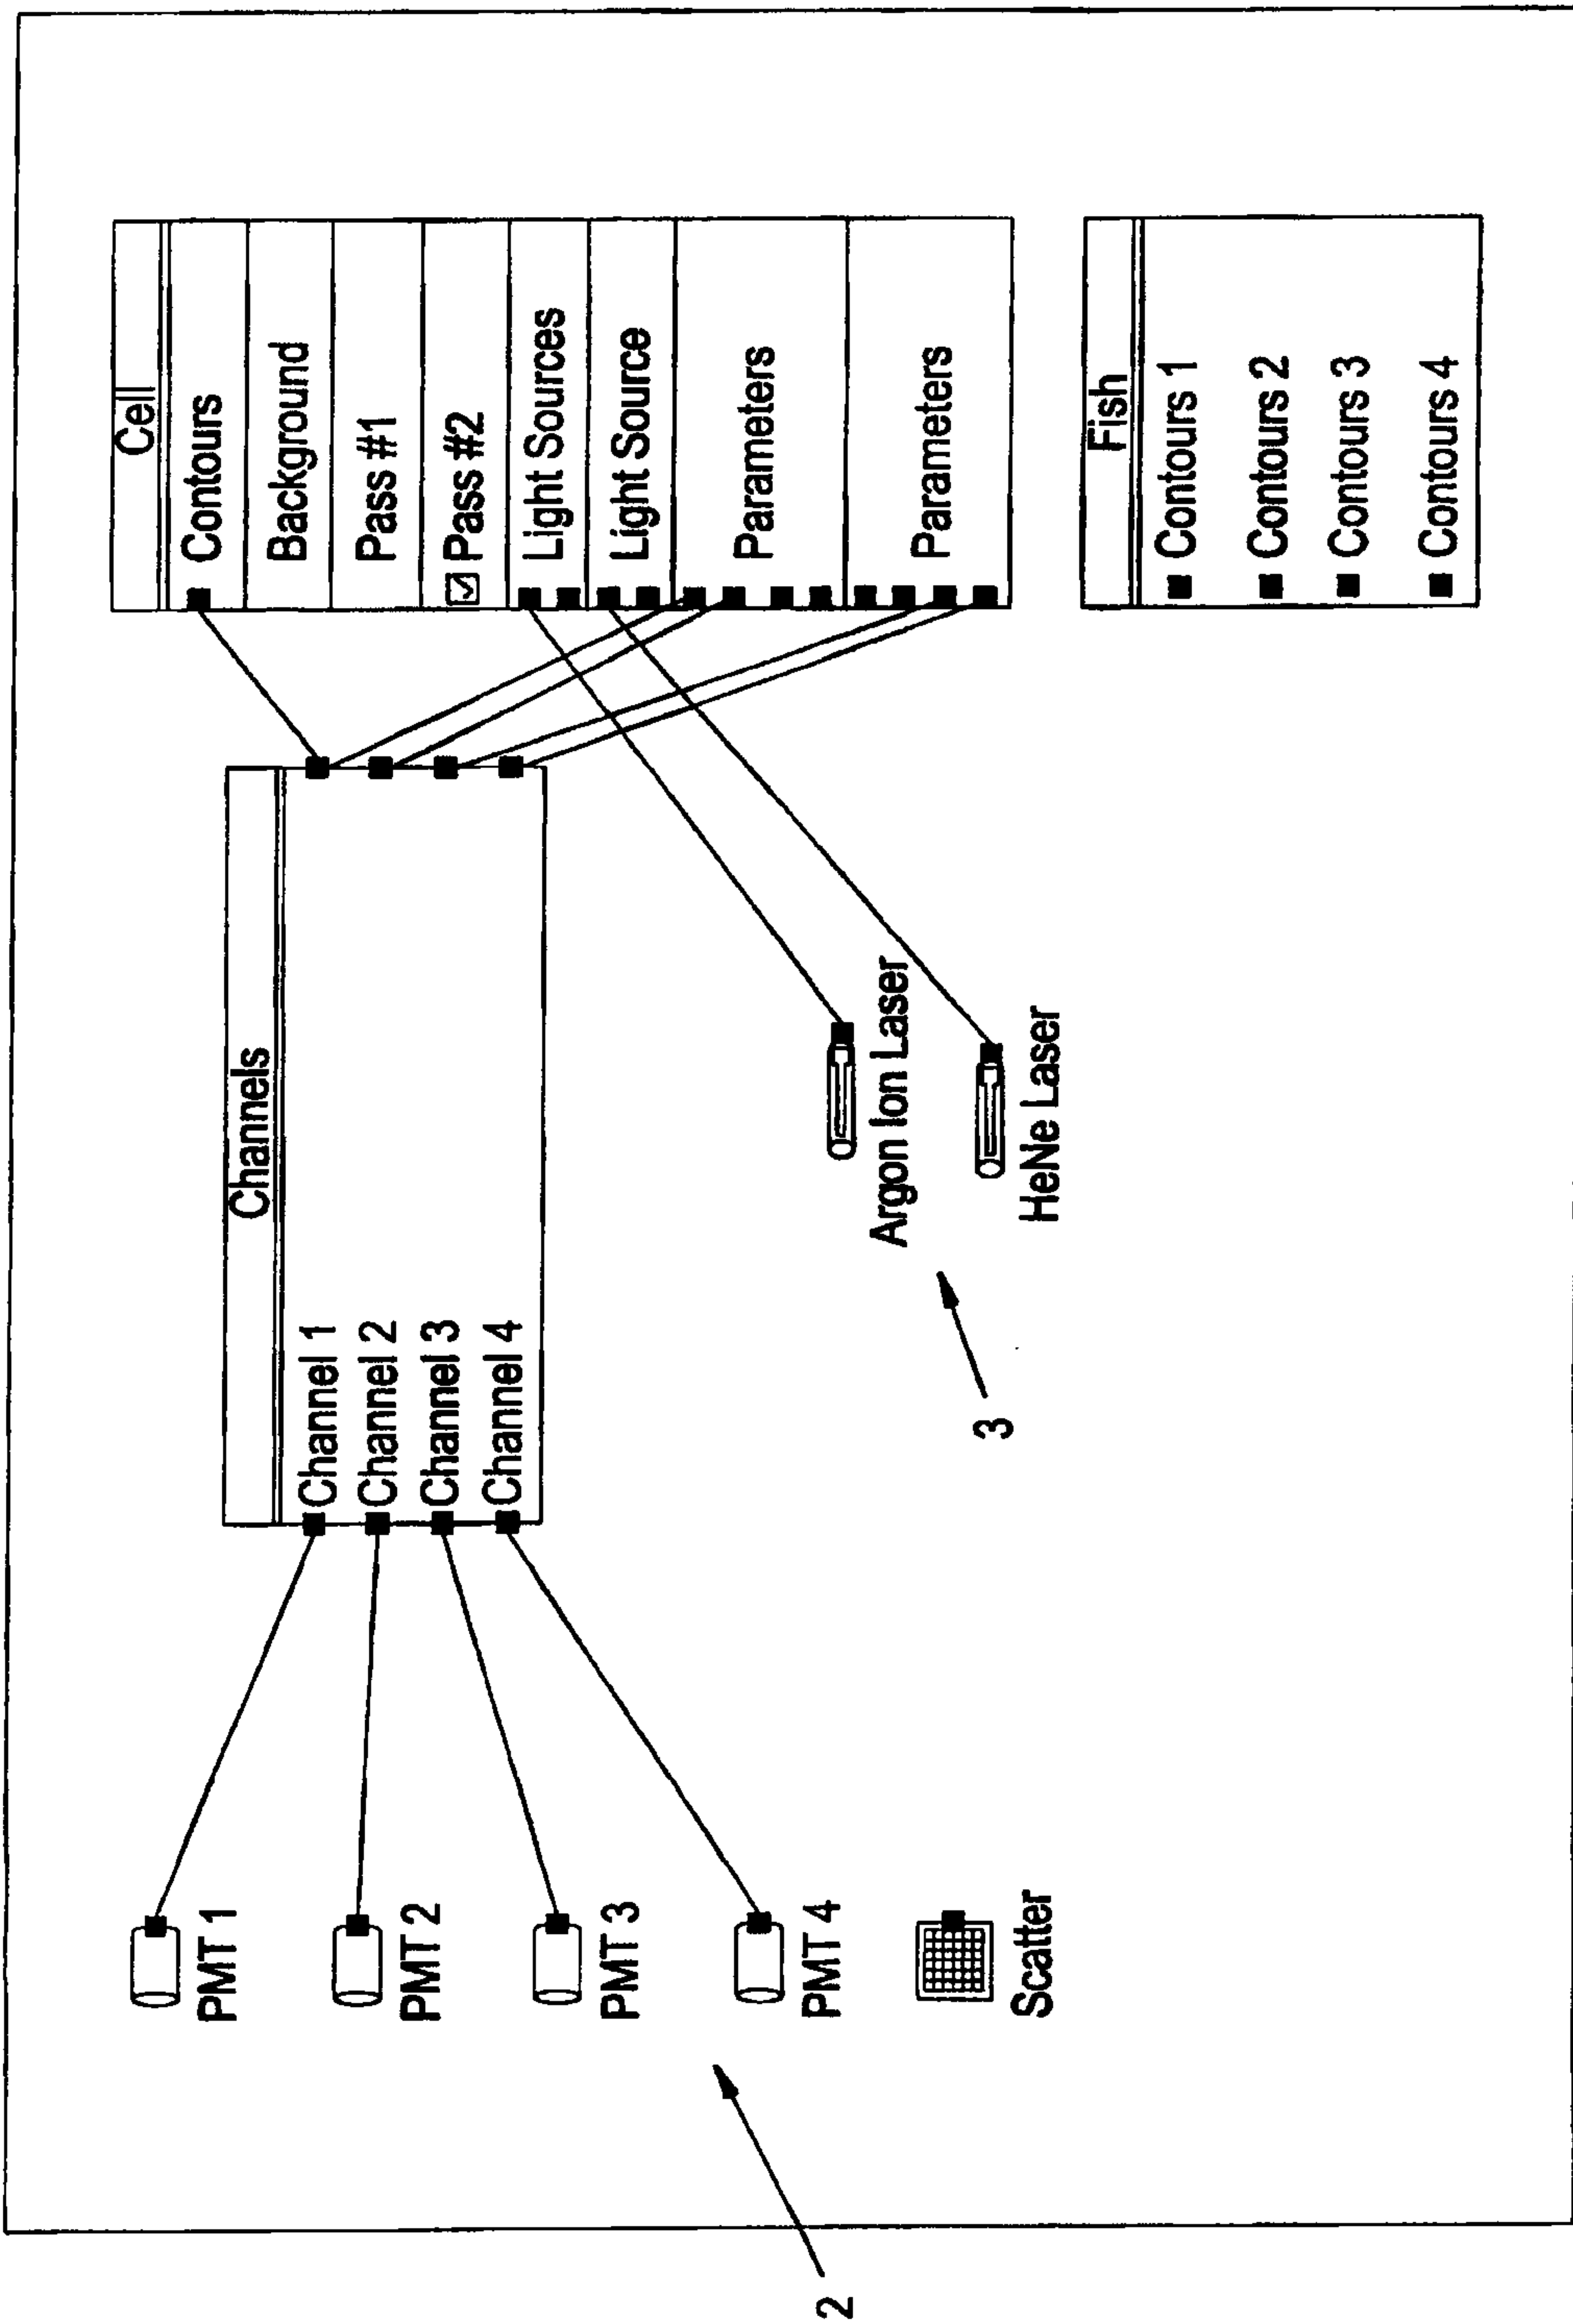 PMT 1
PMT 2
PMT 3
PMT 4
Scatter
2
Channels
Channel 1
Channel 2
Channel 3
Channel 4
Argon Ion Laser
HeNe Laser
3
Cell
Contours
Background
Pass #1
Pass #2
Light Sources
Light Source
Parameters
Parameters
Fish
Contours 1
Contours 2
Contours 3
Contours 4